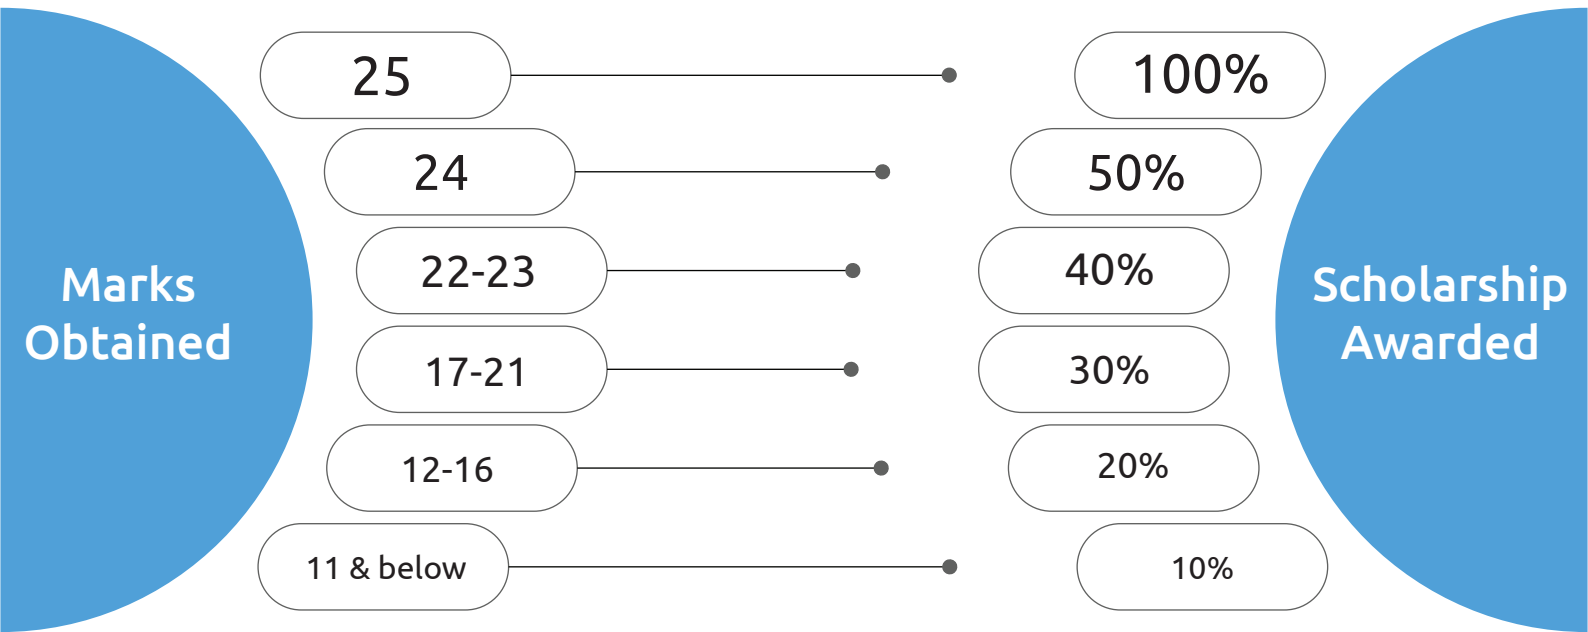 Marks
Obtained
25
100%
24
50%
22-23
40%
17-21
30%
12-16
20%
11 & below
10%
Scholarship
Awarded